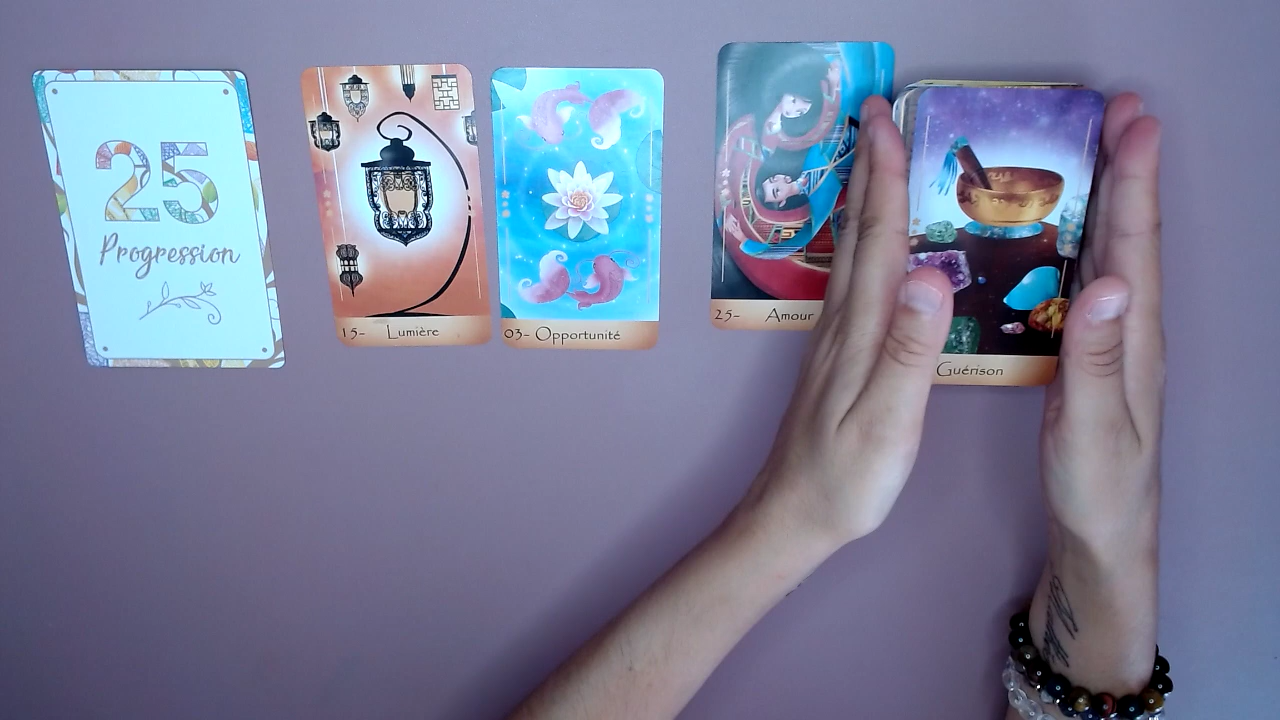 25
Progression
15- Lumière
03- Opportunité
25- Amour
Guérison